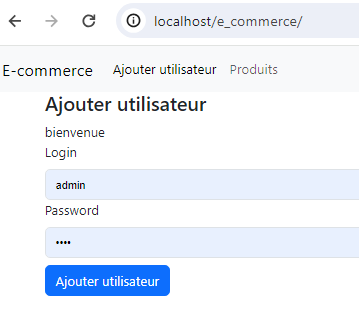 localhost/e_commerce/
E-commerce Ajouter utilisateur Produits
Ajouter utilisateur
bienvenue
Login
admin
Password
••••
Ajouter utilisateur